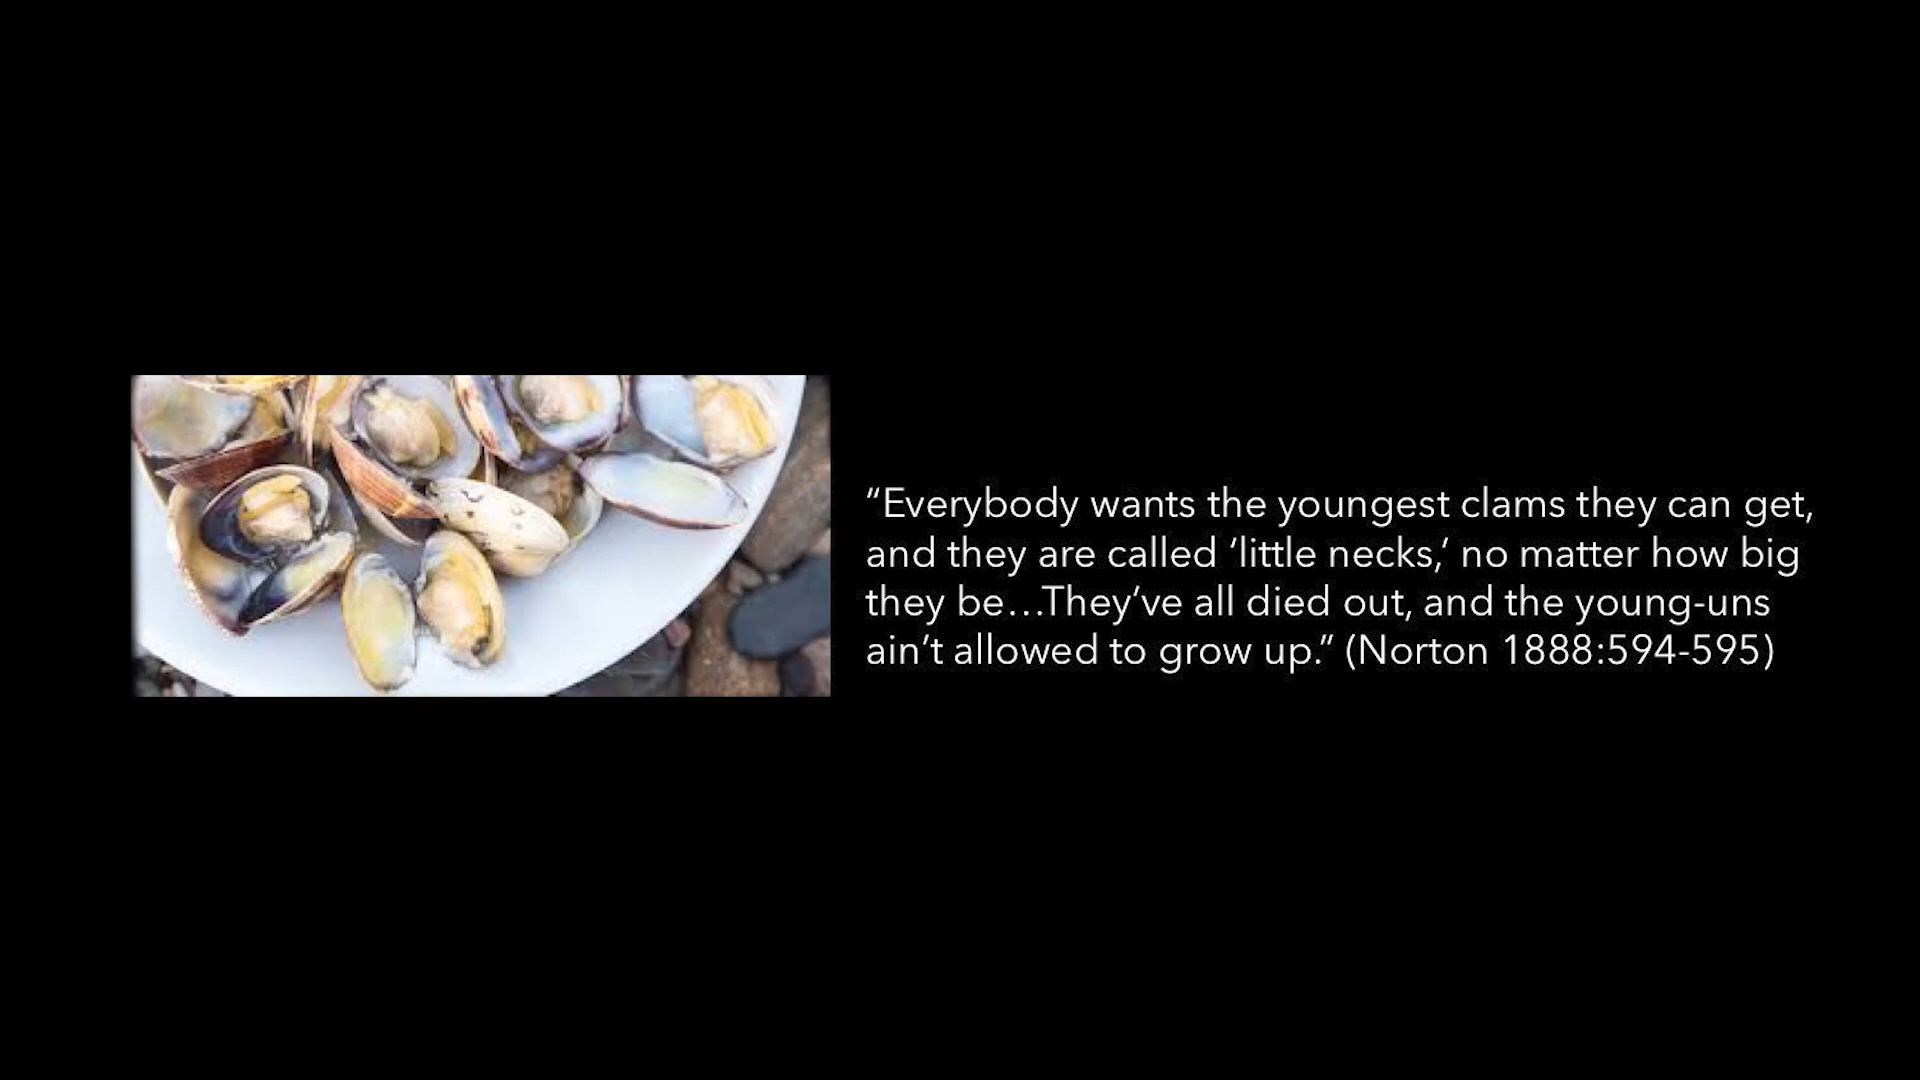 “Everybody wants the youngest clams they can get,
and they are called ‘little necks,’ no matter how big
they be…They’ve all died out, and the young-uns
ain’t allowed to grow up.” (Norton 1888:594-595)